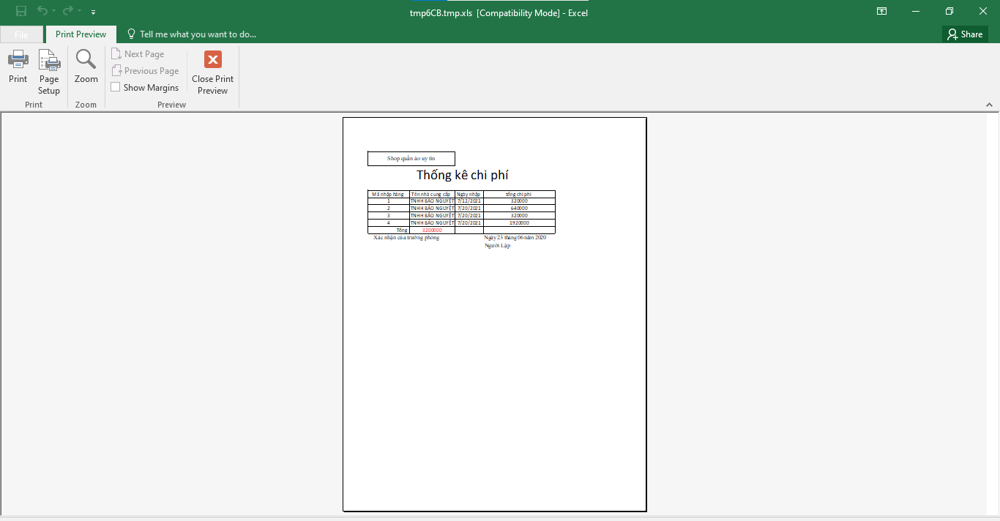 tmp6CB.tmp.xls [Compatibility Mode] - Excel
File Print Preview Tell me what you want to do... Share
Print Page Setup Zoom Next Page Previous Page Show Margins Close Print Preview
Print Zoom Preview
Shop quần áo uy tín
Thống kê chi phí
Mã nhập hàng Tên nhà cung cấp Ngày nhập tổng chi phí
1 TNHH BẢO NGUYỆT 7/12/2021 320000
2 TNHH BẢO NGUYỆT 7/20/2021 640000
3 TNHH BẢO NGUYỆT 7/20/2021 320000
4 TNHH BẢO NGUYỆT 7/20/2021 1920000
Tổng 3200000
Xác nhận của trưởng phòng Ngày 23 tháng 06 năm 2020
Người Lập